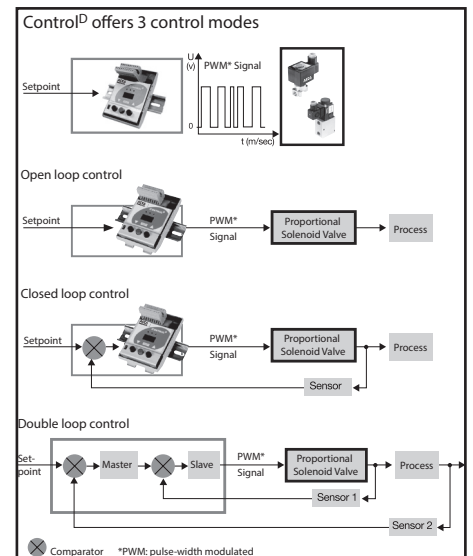 ControlD offers 3 control modes
U
(v)
PWM* Signal
Setpoint
0
t (m/sec)
Open loop control
Setpoint
PWM*
Signal
Proportional
Solenoid Valve
Process
Closed loop control
Setpoint
PWM*
Signal
Proportional
Solenoid Valve
Process
Sensor
Double loop control
Set-
point
Master
Slave
PWM*
Signal
Proportional
Solenoid Valve
Process
Sensor 1
Sensor 2
Comparator *PWM: pulse-width modulated